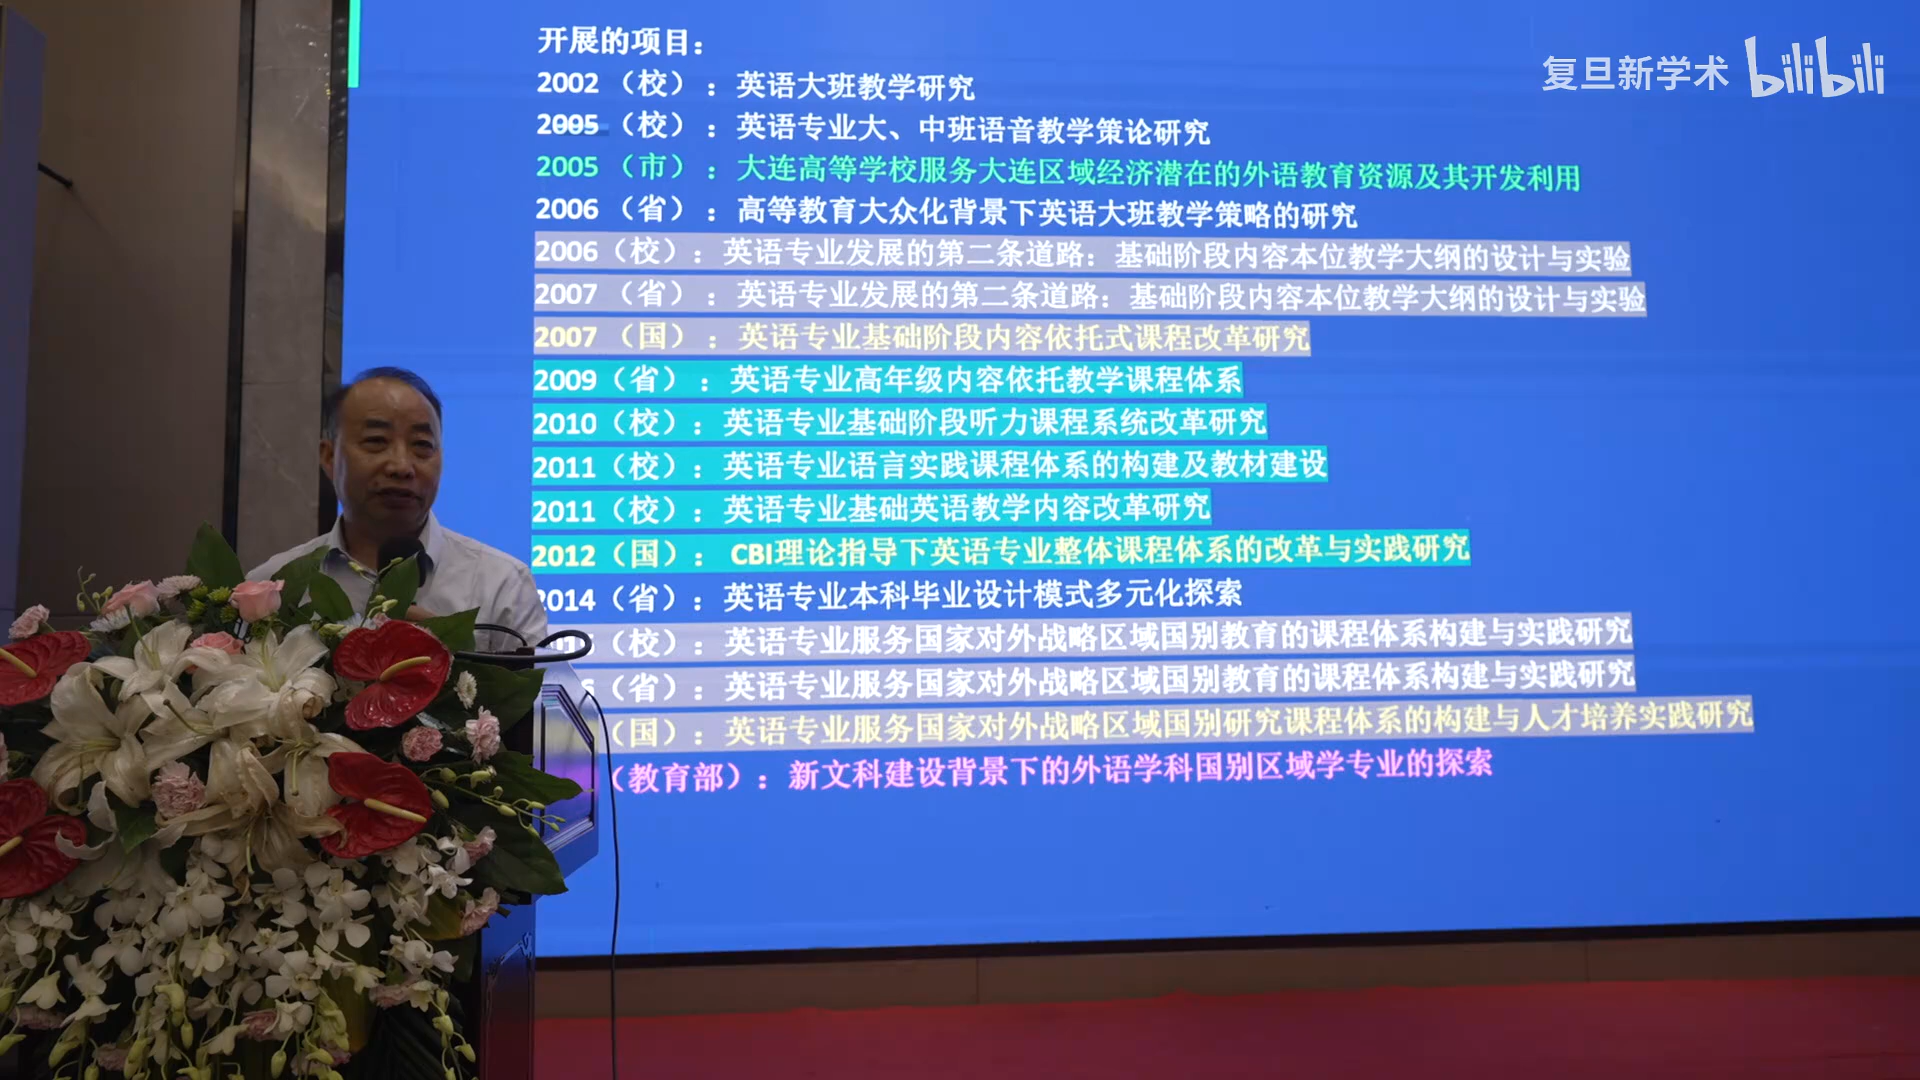 开展的项目：
2002（校）：英语大班教学研究
2005（校）：英语专业大、中班语音教学策论研究
2005（市）：大连高等学校服务大连区域经济潜在的外语教育资源及其开发利用
2006（省）：高等教育大众化背景下英语大班教学策略的研究
2006（校）：英语专业发展的第二条道路：基础阶段内容本位教学大纲的设计与实验
2007（省）：英语专业发展的第二条道路：基础阶段内容本位教学大纲的设计与实验
2007（国）：英语专业基础阶段内容依托式课程改革研究
2009（省）：英语专业高年级内容依托教学课程体系
2010（校）：英语专业基础阶段听力课程系统改革研究
2011（校）：英语专业语言实践课程体系的构建及教材建设
2011（校）：英语专业基础英语教学内容改革研究
2012（国）：CBI理论指导下英语专业整体课程体系的改革与实践研究
2014（省）：英语专业本科毕业设计模式多元化探索
（校）：英语专业服务国家对外战略区域国别教育的课程体系构建与实践研究
（省）：英语专业服务国家对外战略区域国别教育的课程体系构建与实践研究
（国）：英语专业服务国家对外战略区域国别研究课程体系的构建与人才培养实践研究
（教育部）：新文科建设背景下的外语学科国别区域学专业的探索
复旦新学术 bilibili